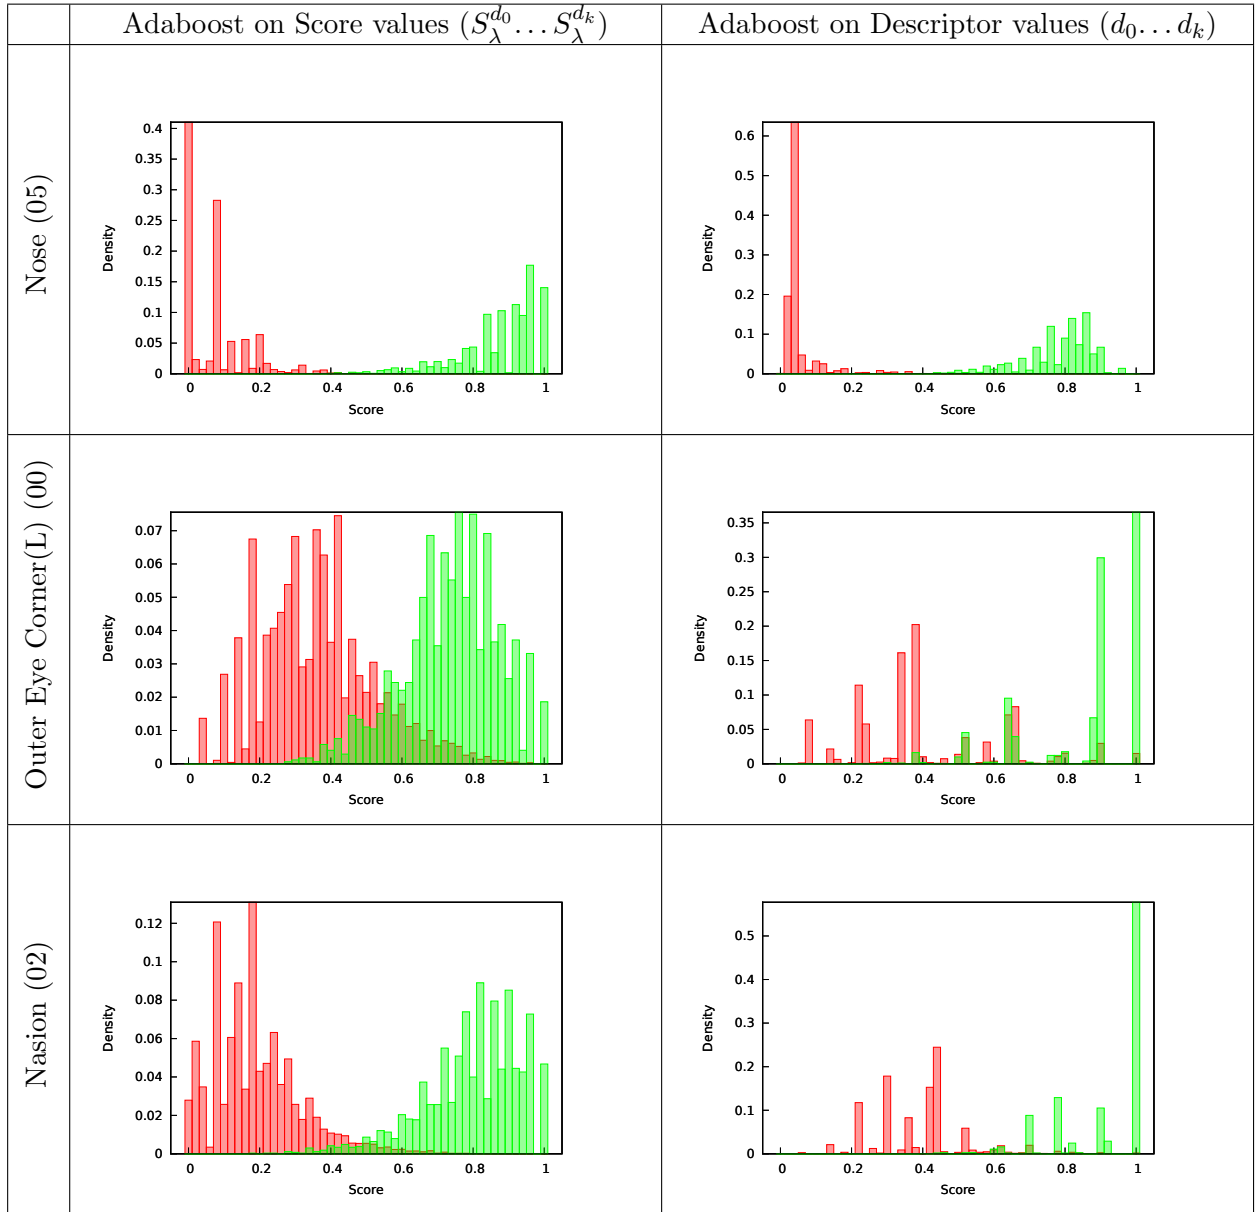 Adaboost on Score values (S_λ^{d_0} … S_λ^{d_k})
Adaboost on Descriptor values (d_0 … d_k)
Nose (05)
0.4
0.35
0.3
0.25
0.2
0.15
0.1
0.05
0
Density
0 0.2 0.4 0.6 0.8 1
Score
0.6
0.5
0.4
0.3
0.2
0.1
0
Density
0 0.2 0.4 0.6 0.8 1
Score
Outer Eye Corner(L) (00)
0.07
0.06
0.05
0.04
0.03
0.02
0.01
0
Density
0 0.2 0.4 0.6 0.8 1
Score
0.35
0.3
0.25
0.2
0.15
0.1
0.05
0
Density
0 0.2 0.4 0.6 0.8 1
Score
Nasion (02)
0.12
0.1
0.08
0.06
0.04
0.02
0
Density
0 0.2 0.4 0.6 0.8 1
Score
0.5
0.4
0.3
0.2
0.1
0
Density
0 0.2 0.4 0.6 0.8 1
Score